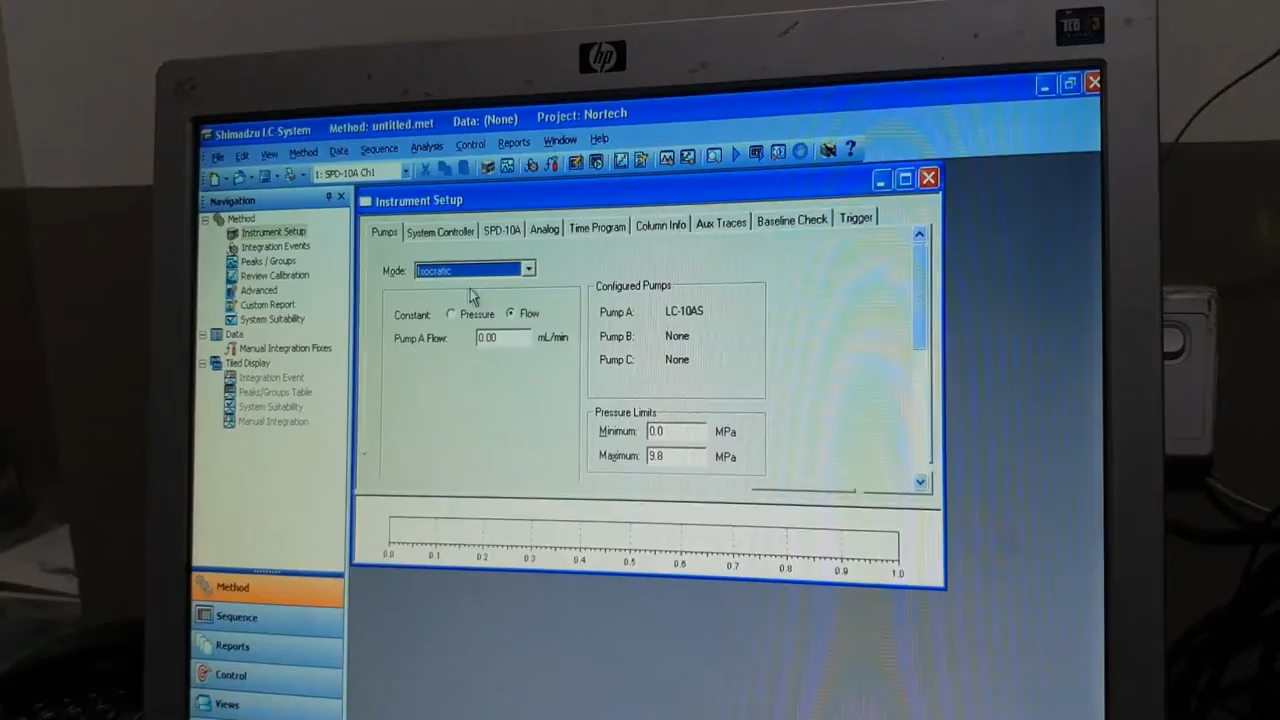 hp
TCO 3
Shimadzu LC System Method: untitled.met Data: (None) Project: Nortech
File Edit View Method Data Sequence Analysis Control Reports Window Help
1: SPD-10A Ch1
Navigation
Method
Instrument Setup
Integration Events
Peaks / Groups
Review Calibration
Advanced
Custom Report
System Suitability
Data
Manual Integration Fixes
Tiled Display
Integration Event
Peaks/Groups Table
System Suitability
Manual Integration
Method
Sequence
Reports
Control
Views
Instrument Setup
Pumps System Controller SPD-10A Analog Time Program Column Info Aux Traces Baseline Check Trigger
Mode: Isocratic
Constant: Pressure Flow
Pump A Flow: 0.00 mL/min
Configured Pumps
Pump A: LC-10AS
Pump B: None
Pump C: None
Pressure Limits
Minimum: 0.0 MPa
Maximum: 9.8 MPa
0.0 0.1 0.2 0.3 0.4 0.5 0.6 0.7 0.8 0.9 1.0